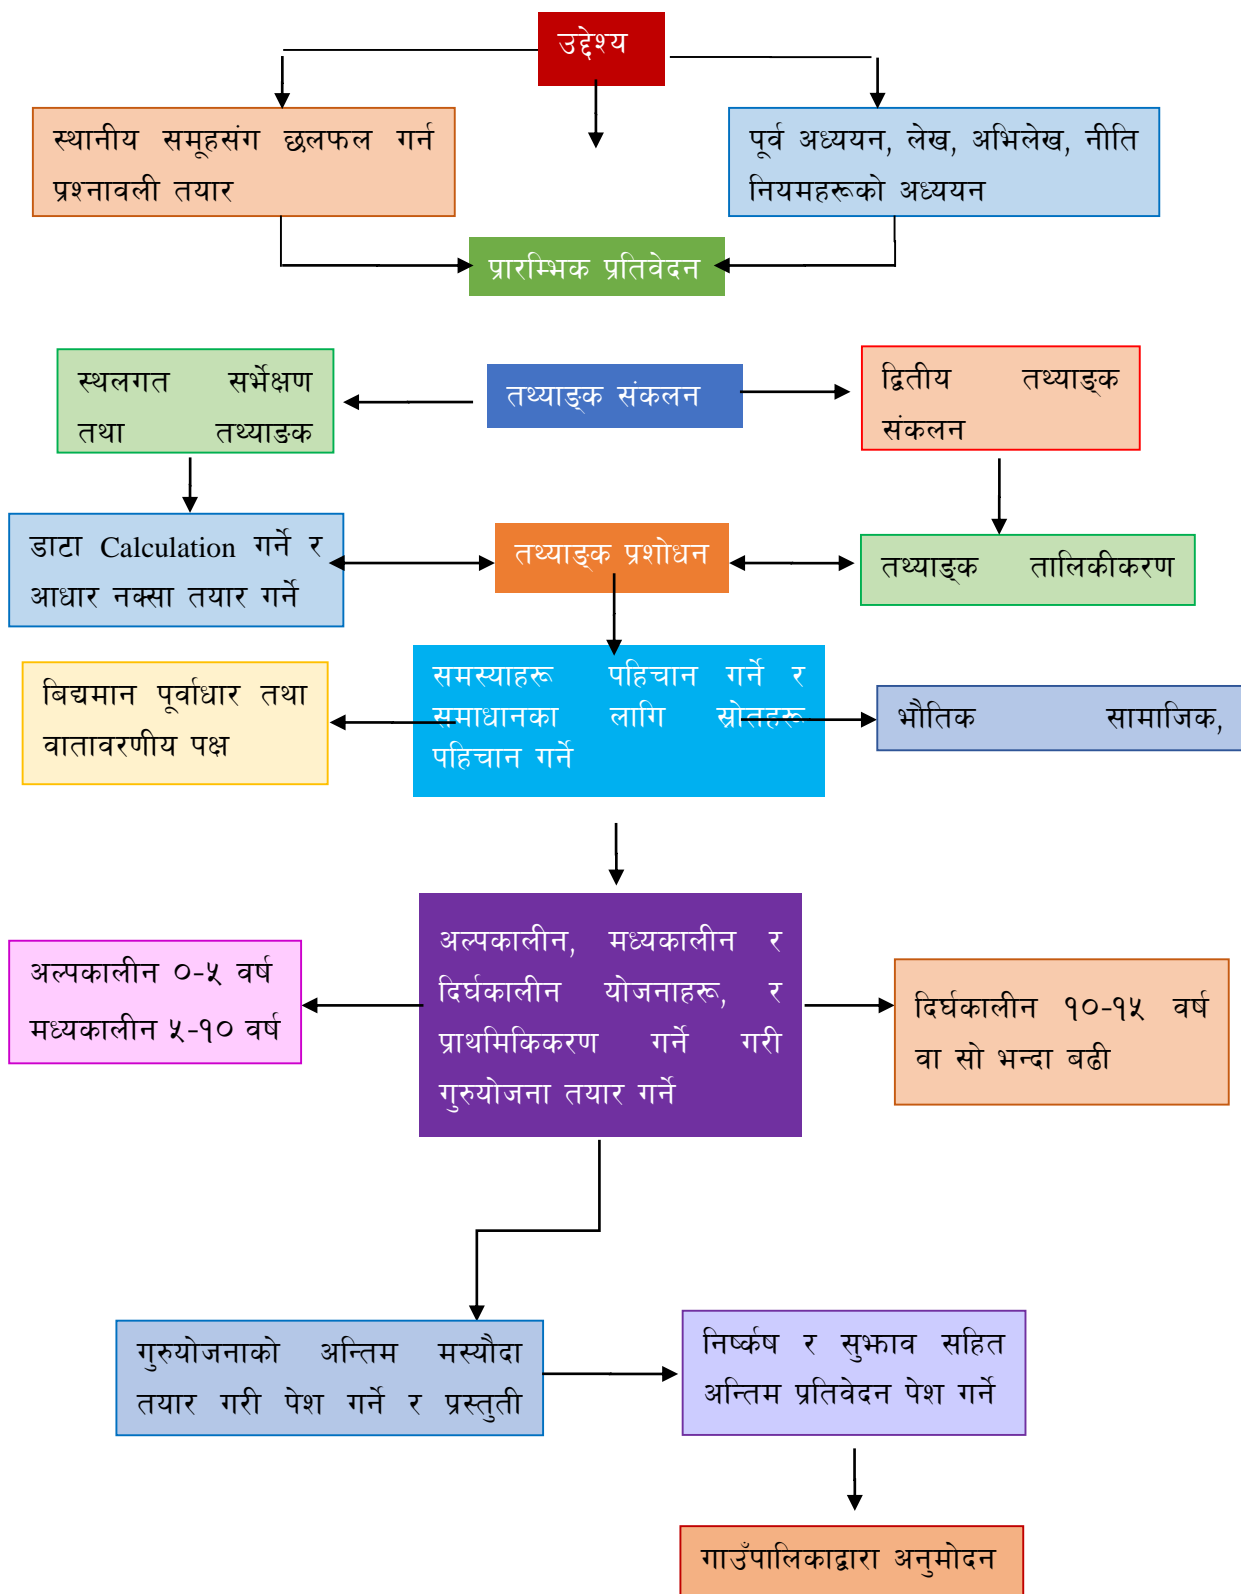 उद्देश्य
स्थानीय समूहसंग छलफल गर्न
प्रश्नावली तयार
पूर्व अध्ययन, लेख, अभिलेख, नीति
नियमहरूको अध्ययन
प्रारम्भिक प्रतिवेदन
स्थलगत सर्भेक्षण
तथा तथ्याङक
तथ्याङ्क संकलन
द्वितीय तथ्याङ्क
संकलन
डाटा Calculation गर्ने र
आधार नक्सा तयार गर्ने
तथ्याङ्क प्रशोधन
तथ्याङ्क तालिकीकरण
बिद्यमान पूर्वाधार तथा
वातावरणीय पक्ष
समस्याहरू पहिचान गर्ने र
समाधानका लागि स्रोतहरू
पहिचान गर्ने
भौतिक सामाजिक,
अल्पकालीन ०-५ वर्ष
मध्यकालीन ५-१० वर्ष
अल्पकालीन, मध्यकालीन र
दिर्घकालीन योजनाहरू, र
प्राथमिकिकरण गर्ने गरी
गुरुयोजना तयार गर्ने
दिर्घकालीन १०-१५ वर्ष
वा सो भन्दा बढी
गुरुयोजनाको अन्तिम मस्यौदा
तयार गरी पेश गर्ने र प्रस्तुती
निष्र्कष र सुझाव सहित
अन्तिम प्रतिवेदन पेश गर्ने
गाउँपालिकाद्वारा अनुमोदन